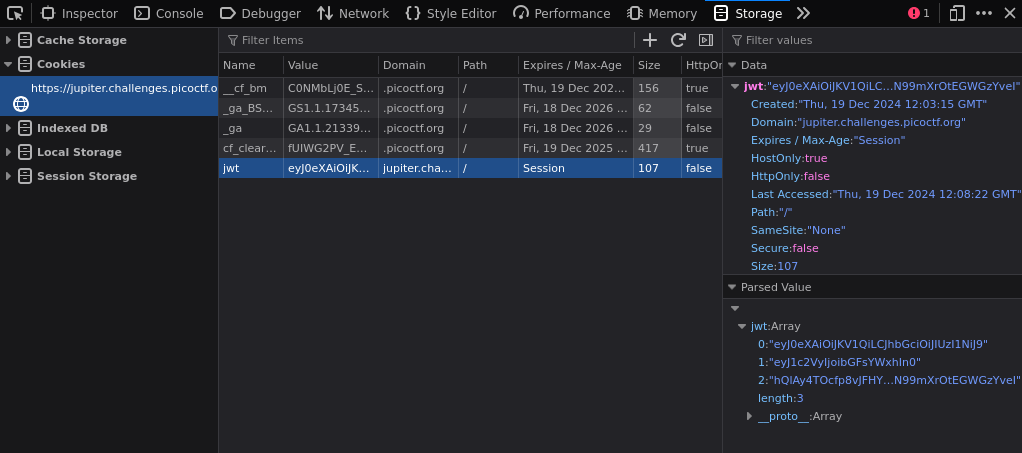 Inspector Console Debugger Network Style Editor Performance Memory Storage 1
Cache Storage
Cookies
https://jupiter.challenges.picoctf.o
Indexed DB
Local Storage
Session Storage
Filter Items
Name Value Domain Path Expires / Max-Age Size HttpOn
__cf_bm C0NMbLj0E_S... .picoctf.org / Thu, 19 Dec 202... 156 true
_ga_BS... GS1.1.17345... .picoctf.org / Fri, 18 Dec 2026 ... 62 false
_ga GA1.1.21339... .picoctf.org / Fri, 18 Dec 2026 ... 29 false
cf_clear... fUIWG2PV_E... .picoctf.org / Fri, 19 Dec 2025 ... 417 true
jwt eyJ0eXAiOiJK... jupiter.cha... / Session 107 false
Filter values
Data
jwt:"eyJ0eXAiOiJKV1QiLC...N99mXrOtEGWGzYveI"
Created:"Thu, 19 Dec 2024 12:03:15 GMT"
Domain:"jupiter.challenges.picoctf.org"
Expires / Max-Age:"Session"
HostOnly:true
HttpOnly:false
Last Accessed:"Thu, 19 Dec 2024 12:08:22 GMT"
Path:"/"
SameSite:"None"
Secure:false
Size:107
Parsed Value
jwt:Array
0:"eyJ0eXAiOiJKV1QiLCJhbGciOiJIUzI1NiJ9"
1:"eyJ1c2VyIjoibGFsYWxhIn0"
2:"hQlAy4TOcfp8vJFHY...N99mXrOtEGWGzYveI"
length:3
__proto__:Array